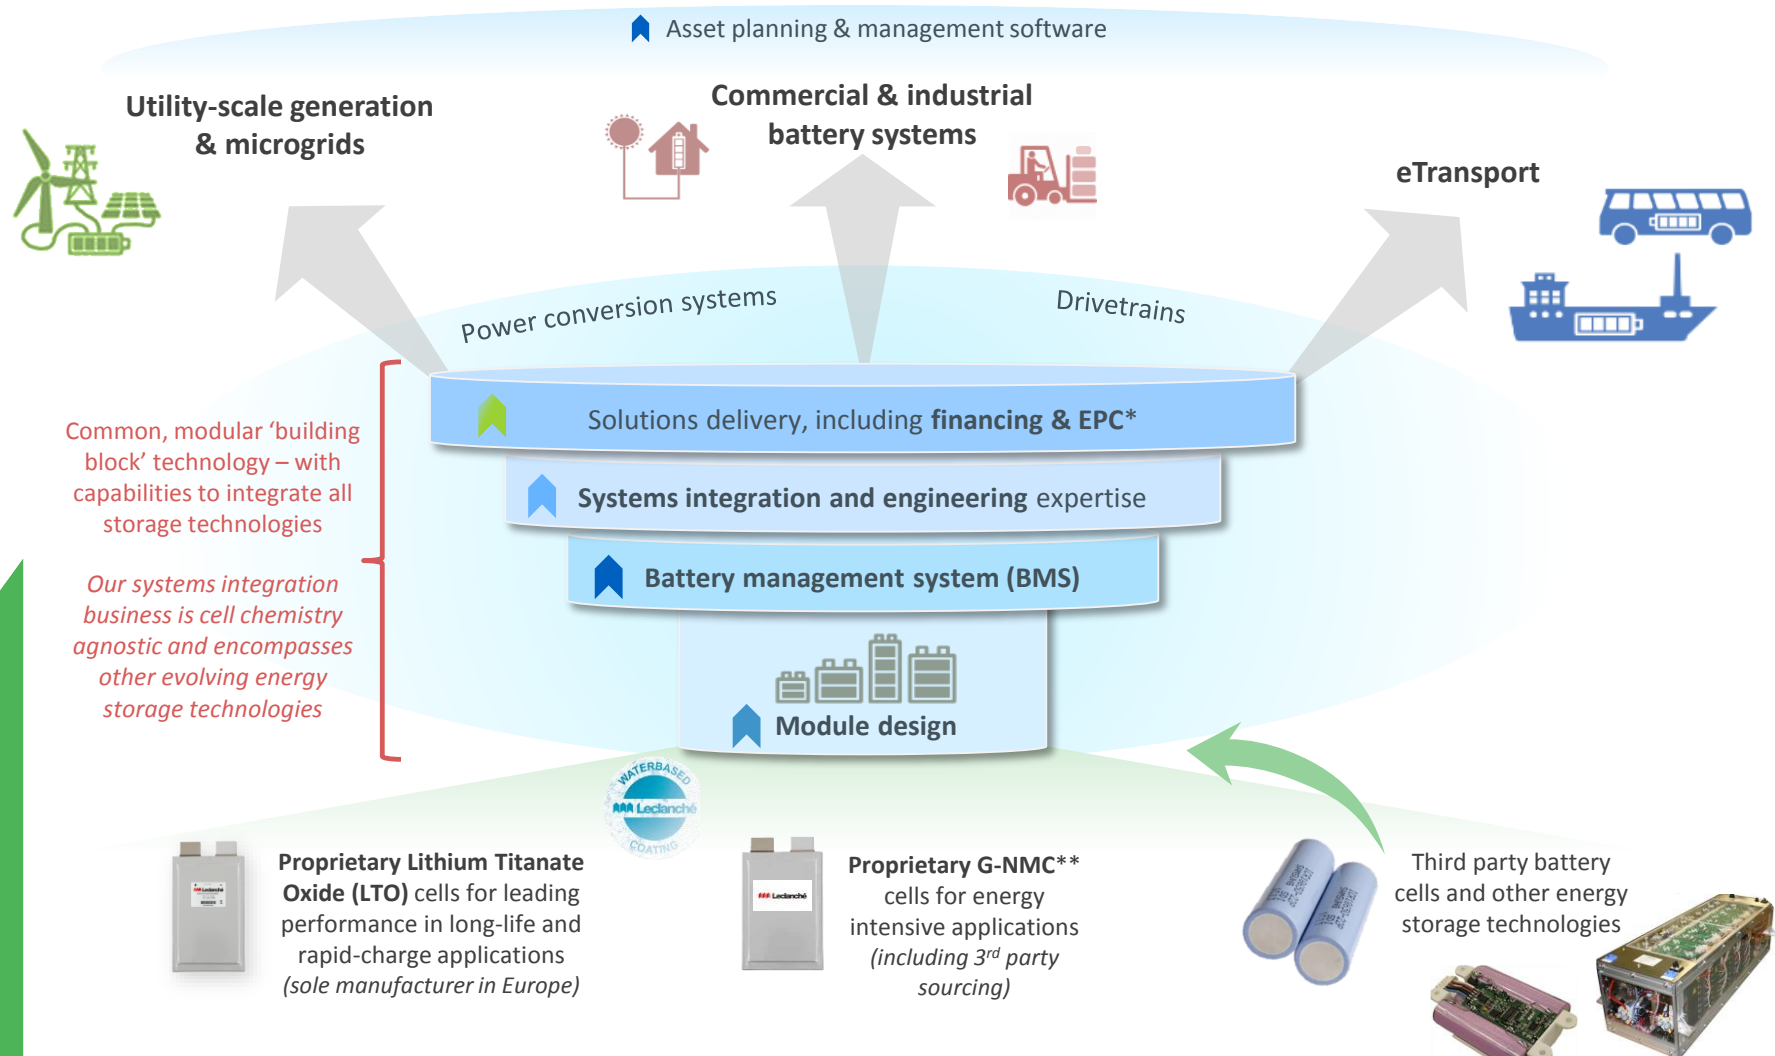 Asset planning & management software
Utility-scale generation
& microgrids
Commercial & industrial
battery systems
eTransport
Power conversion systems
Drivetrains
Solutions delivery, including financing & EPC*
Systems integration and engineering expertise
Battery management system (BMS)
Module design
Common, modular ‘building
block’ technology – with
capabilities to integrate all
storage technologies
Our systems integration
business is cell chemistry
agnostic and encompasses
other evolving energy
storage technologies
WATERBASED
Leclanché
COATING
Leclanché
Proprietary Lithium Titanate
Oxide (LTO) cells for leading
performance in long-life and
rapid-charge applications
(sole manufacturer in Europe)
Leclanché
Proprietary G-NMC**
cells for energy
intensive applications
(including 3rd party
sourcing)
Third party battery
cells and other energy
storage technologies